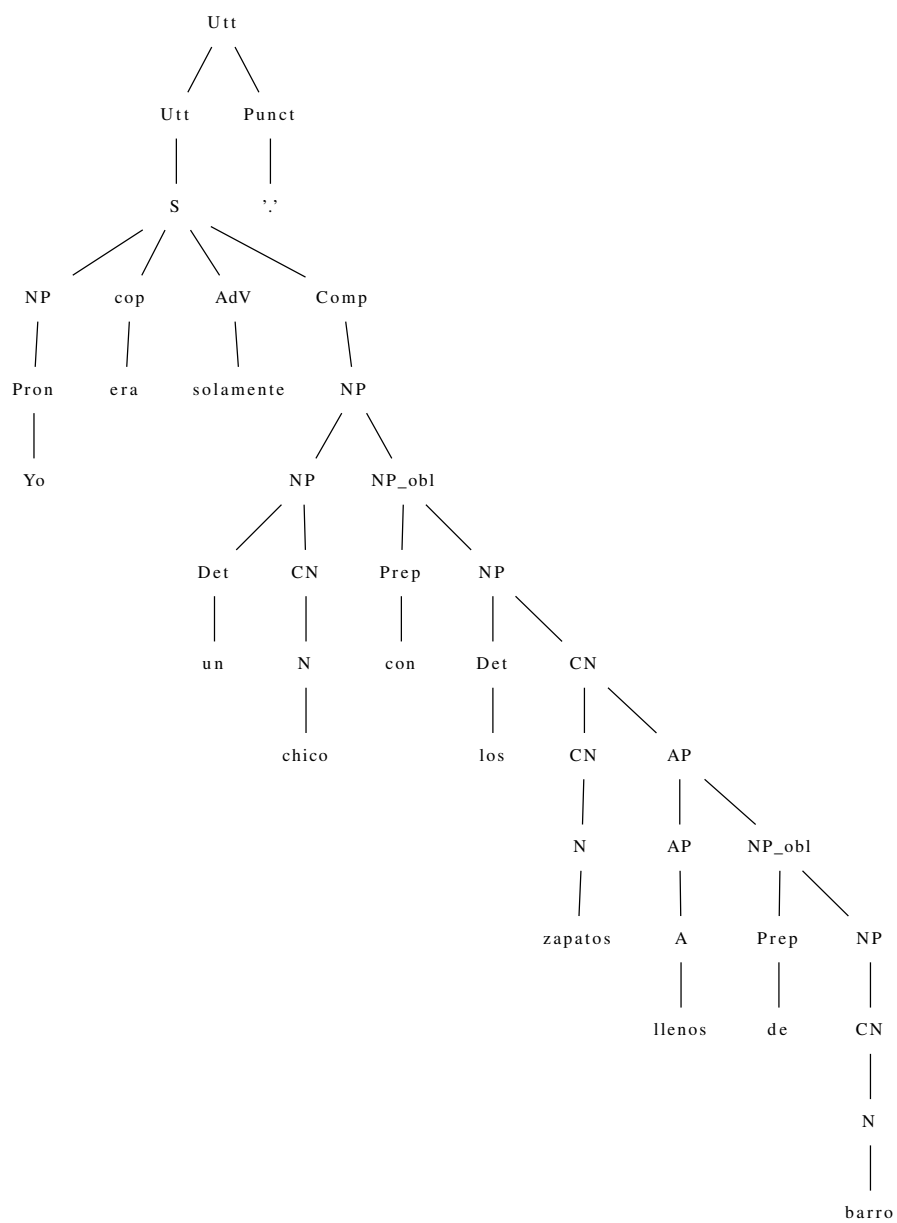 Utt
Utt Punct
S '.'
NP cop AdV Comp
Pron era solamente NP
Yo NP NP_obl
Det CN Prep NP
un N con Det CN
chico los CN AP
N AP NP_obl
zapatos A Prep NP
llenos de CN
N
barro